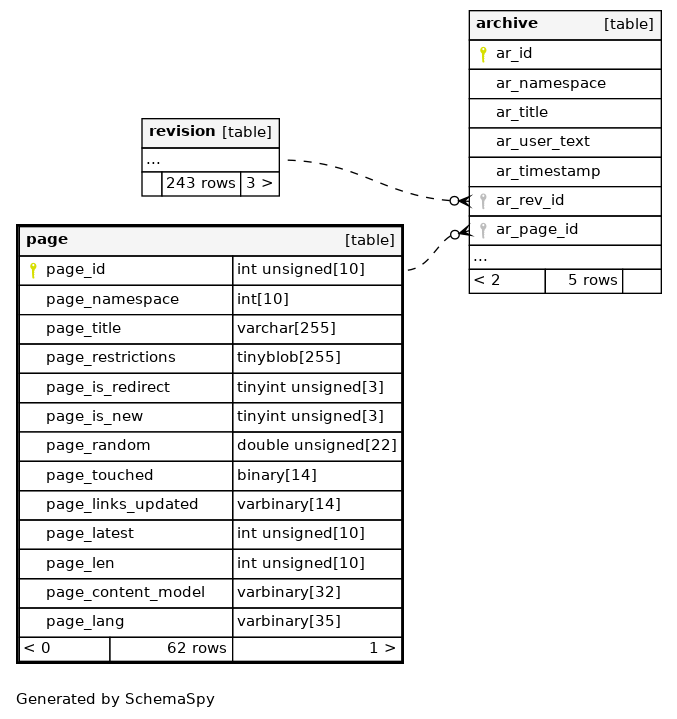 archive [table]
ar_id
ar_namespace
ar_title
ar_user_text
ar_timestamp
ar_rev_id
ar_page_id
...
< 2 5 rows
revision [table]
...
243 rows 3 >
page [table]
page_id int unsigned[10]
page_namespace int[10]
page_title varchar[255]
page_restrictions tinyblob[255]
page_is_redirect tinyint unsigned[3]
page_is_new tinyint unsigned[3]
page_random double unsigned[22]
page_touched binary[14]
page_links_updated varbinary[14]
page_latest int unsigned[10]
page_len int unsigned[10]
page_content_model varbinary[32]
page_lang varbinary[35]
< 0 62 rows 1 >
Generated by SchemaSpy